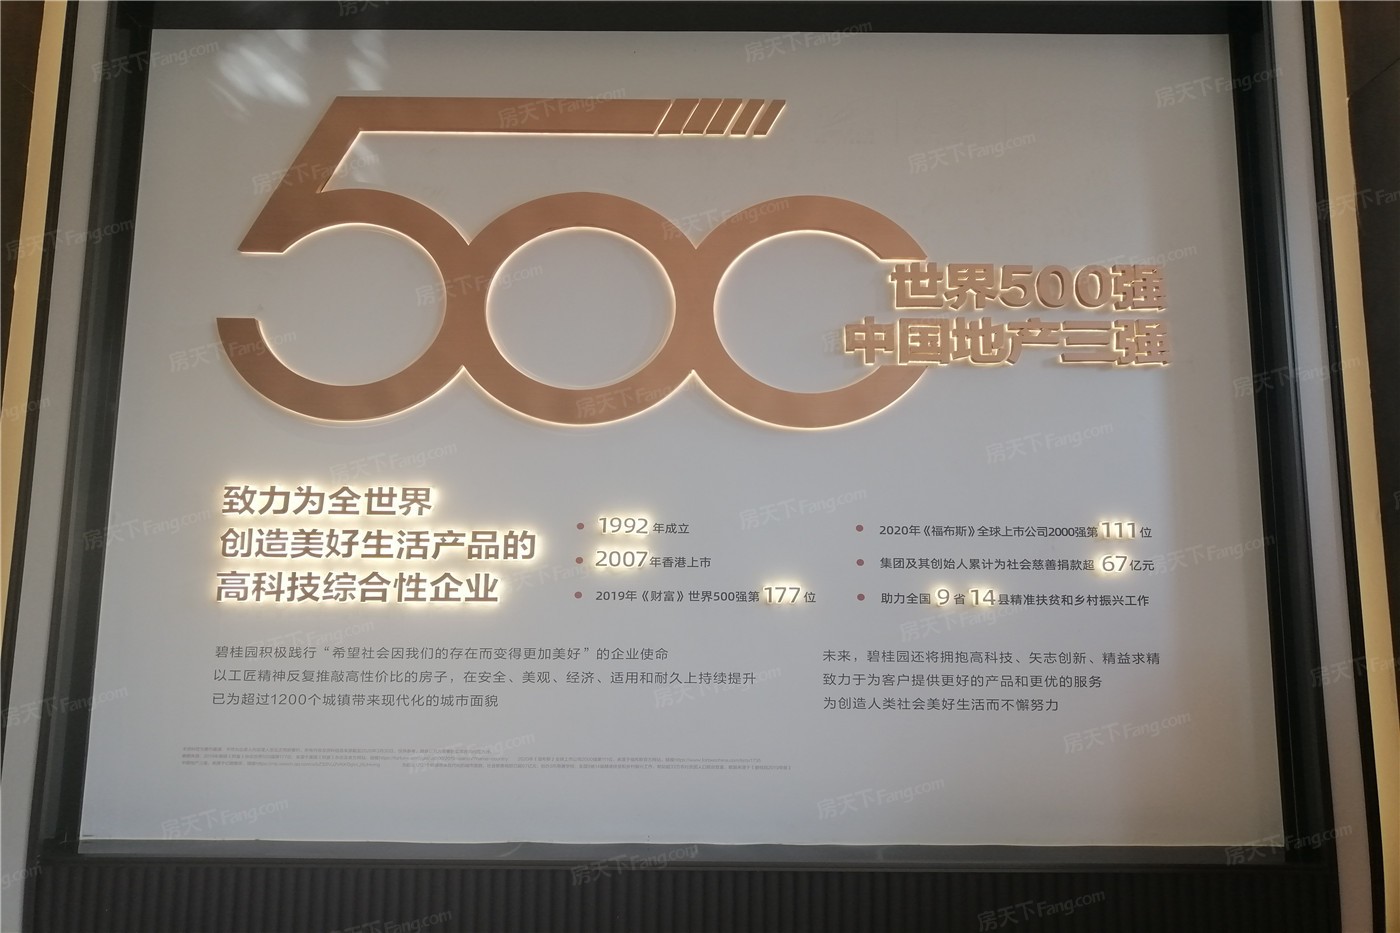 500
世界500强
中国地产三强
致力为全世界
创造美好生活产品的
高科技综合性企业
1992年成立
2007年香港上市
2019年《财富》世界500强第177位
2020年《福布斯》全球上市公司2000强第111位
集团及其创始人累计为社会慈善捐款超67亿元
助力全国9省14县精准扶贫和乡村振兴工作
碧桂园积极践行“希望社会因我们的存在而变得更加美好”的企业使命
以工匠精神反复推敲高性价比的房子，在安全、美观、经济、适用和耐久上持续提升
已为超过1200个城镇带来现代化的城市面貌
未来，碧桂园还将拥抱高科技、矢志创新、精益求精
致力于为客户提供更好的产品和更优的服务
为创造人类社会美好生活而不懈努力
房天下Fang.com